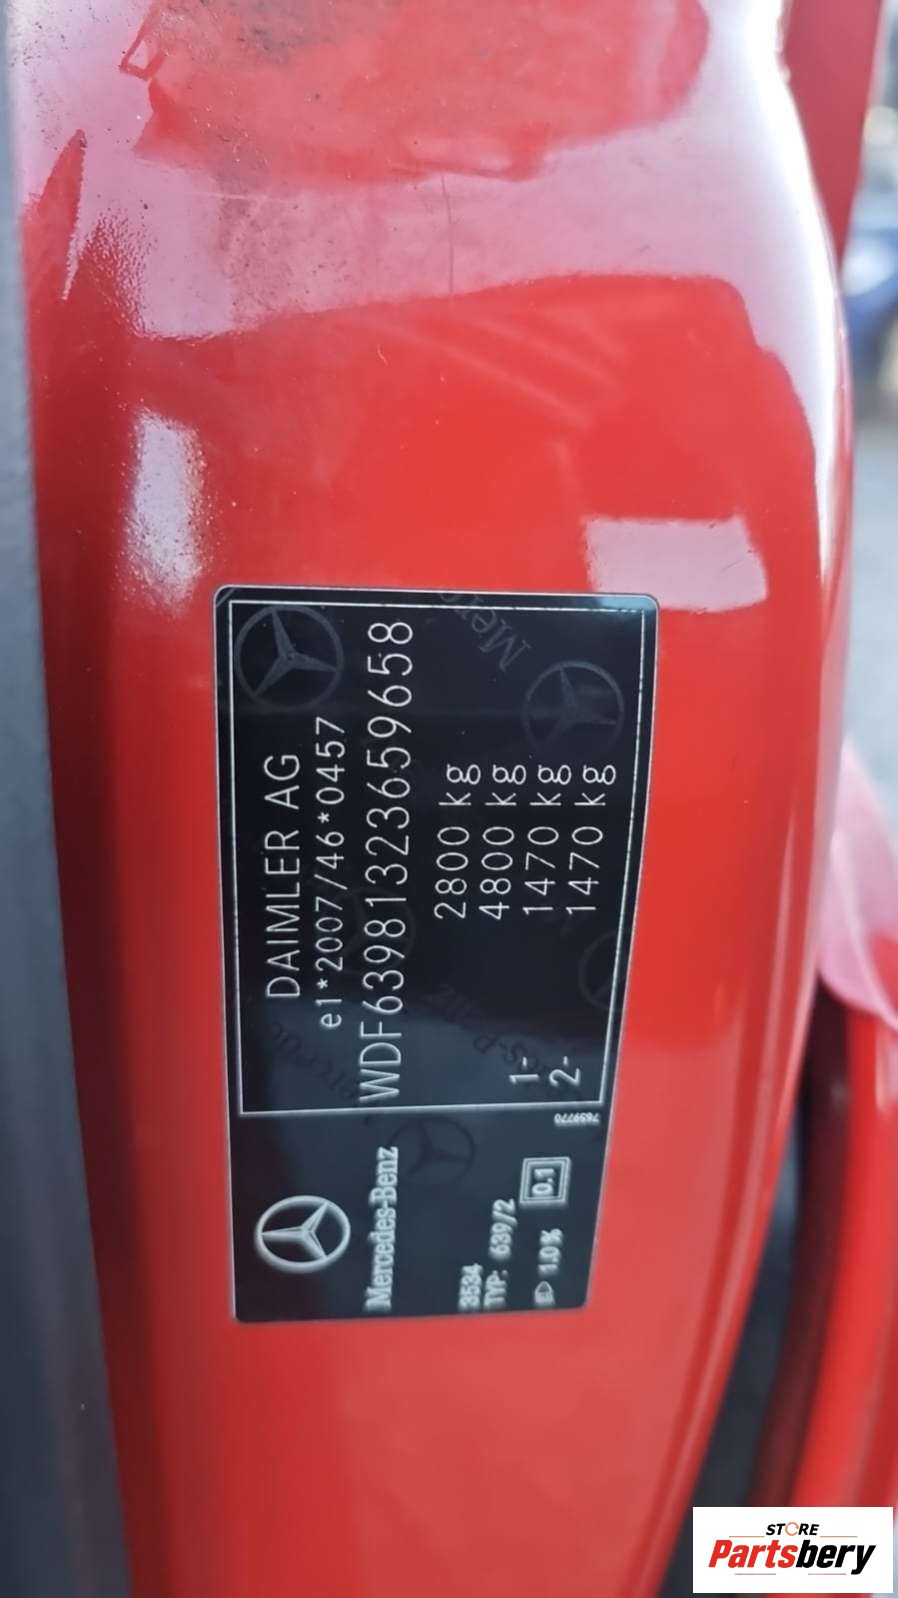 DAIMLER AG
e1*2007/46*0457
WDF63981323659658
2800 kg
4800 kg
1- 1470 kg
2- 1470 kg
7659770
Mercedes-Benz
3534
TYP: 639/2
1.0% 0.1
STORE
Partsbery